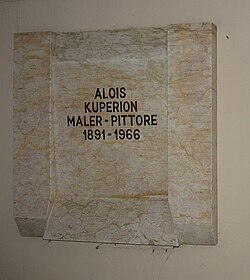 ALOIS
KUPERION
MALER - PITTORE
1891 - 1966